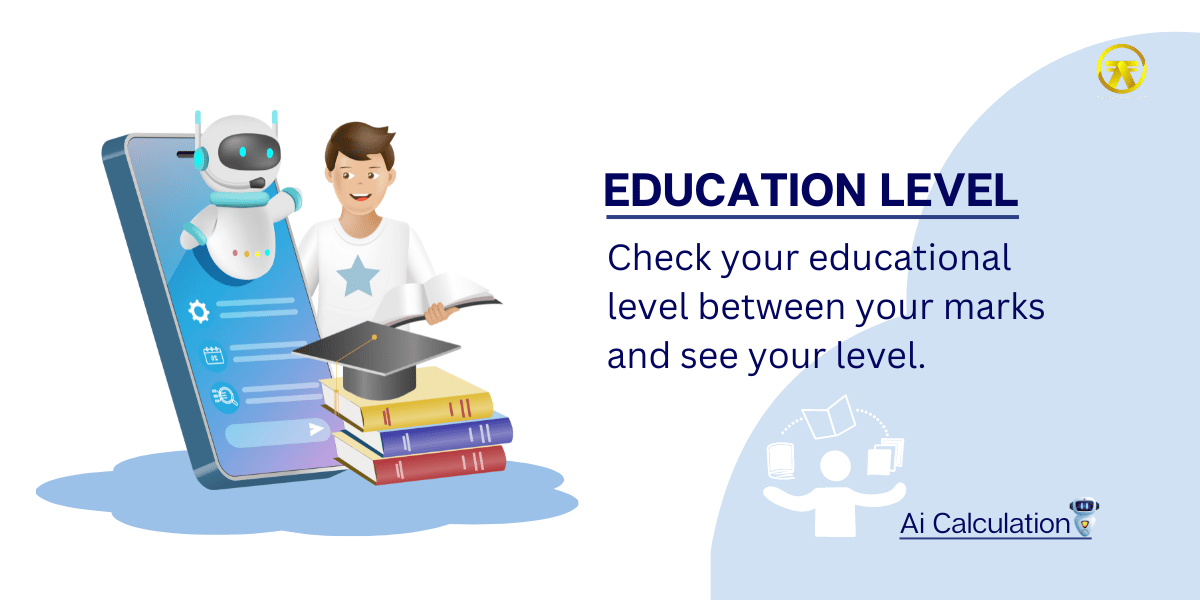 EDUCATION LEVEL
Check your educational
level between your marks
and see your level.
Ai Calculation